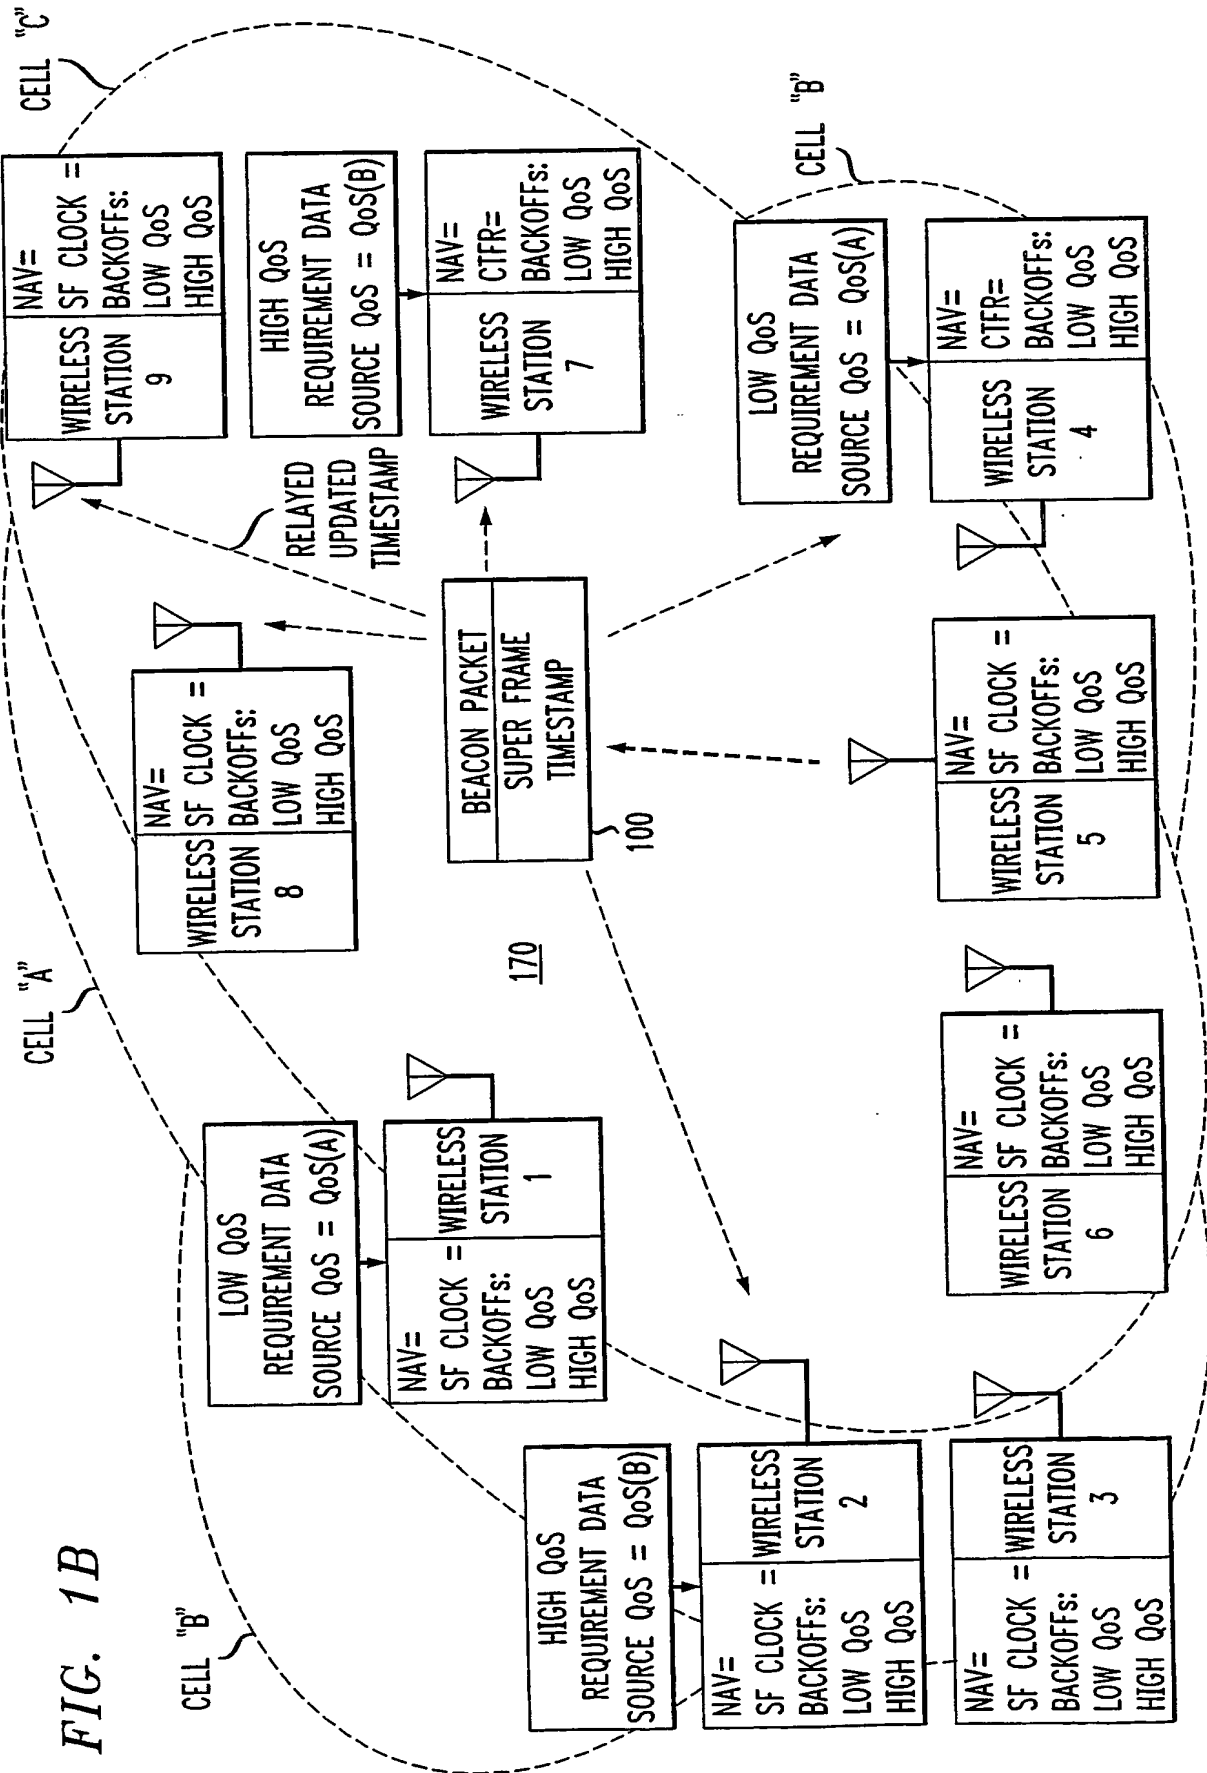 FIG. 1B
CELL "B"
CELL "A"
CELL "C"
LOW QoS
REQUIREMENT DATA
SOURCE QoS = QoS(A)
NAV=
SF CLOCK =
BACKOFFs:
LOW QoS
HIGH QoS
WIRELESS
STATION
1
WIRELESS
STATION
8
NAV=
SF CLOCK =
BACKOFFs:
LOW QoS
HIGH QoS
WIRELESS
STATION
9
NAV=
SF CLOCK =
BACKOFFs:
LOW QoS
HIGH QoS
RELAYED
UPDATED
TIMESTAMP
HIGH QoS
REQUIREMENT DATA
SOURCE QoS = QoS(B)
WIRELESS
STATION
7
NAV=
CTFR=
BACKOFFs:
LOW QoS
HIGH QoS
BEACON PACKET
SUPER FRAME
TIMESTAMP
100
170
HIGH QoS
REQUIREMENT DATA
SOURCE QoS = QoS(B)
NAV=
SF CLOCK =
BACKOFFs:
LOW QoS
HIGH QoS
WIRELESS
STATION
2
CELL "B"
LOW QoS
REQUIREMENT DATA
SOURCE QoS = QoS(A)
NAV=
SF CLOCK =
BACKOFFs:
LOW QoS
HIGH QoS
WIRELESS
STATION
3
WIRELESS
STATION
6
NAV=
SF CLOCK =
BACKOFFs:
LOW QoS
HIGH QoS
WIRELESS
STATION
5
NAV=
SF CLOCK =
BACKOFFs:
LOW QoS
HIGH QoS
WIRELESS
STATION
4
NAV=
CTFR=
BACKOFFs:
LOW QoS
HIGH QoS